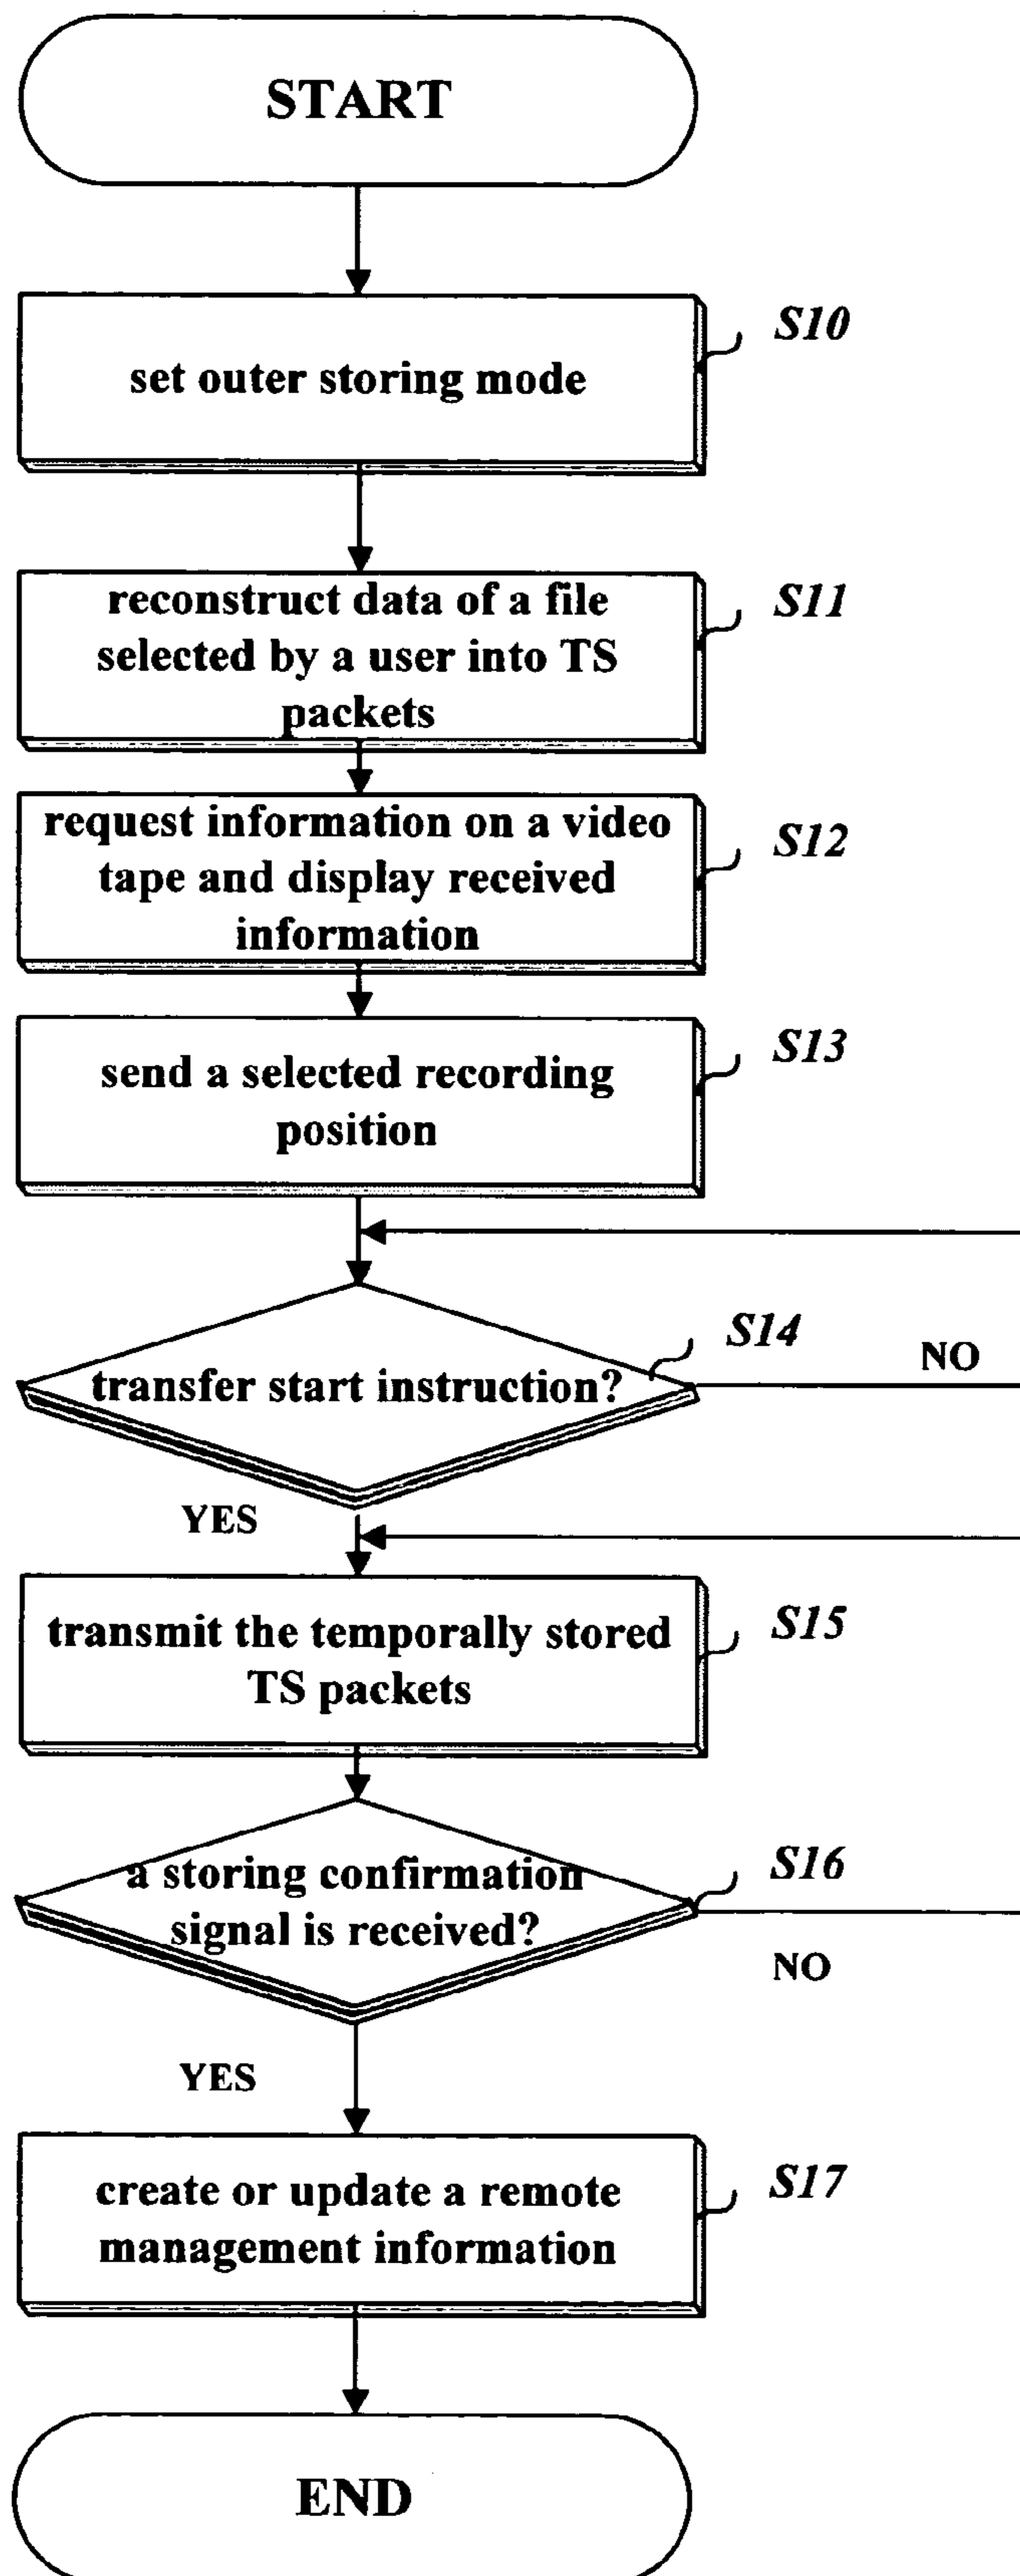 START
set outer storing mode
S10
reconstruct data of a file
selected by a user into TS
packets
S11
request information on a video
tape and display received
information
S12
send a selected recording
position
S13
transfer start instruction?
S14
NO
YES
transmit the temporally stored
TS packets
S15
a storing confirmation
signal is received?
S16
NO
YES
create or update a remote
management information
S17
END